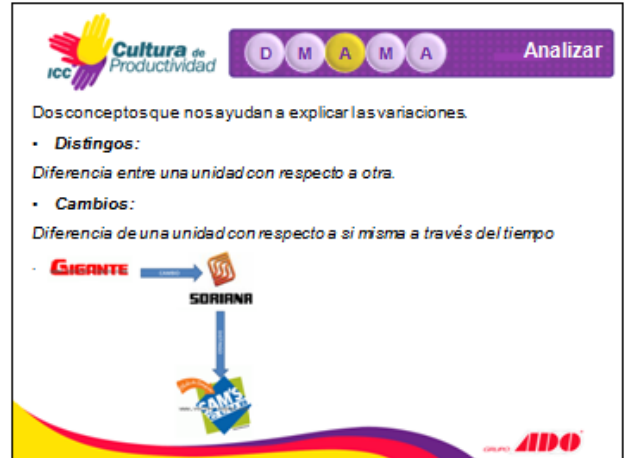 Cultura de
Productividad
ICC
D M A M A
Analizar
Dos conceptos que nos ayudan a explicar las variaciones.
• Distingos:
Diferencia entre una unidad con respecto a otra.
• Cambios:
Diferencia de una unidad con respecto a si misma a través del tiempo
GIGANTE
CAMBIO
SORIANA
SAM'S
GRUPO ADO